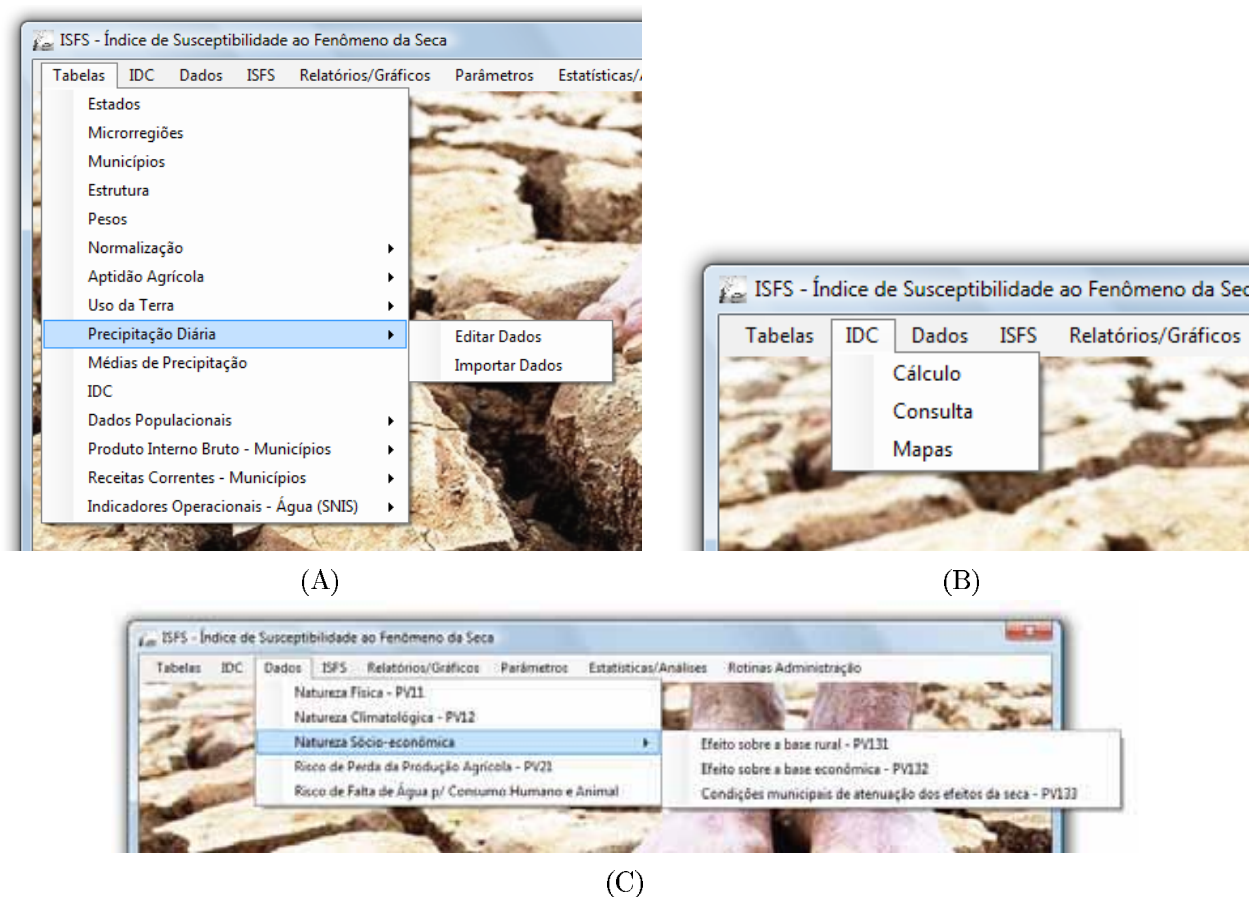 ISFS - Índice de Susceptibilidade ao Fenômeno da Seca
Tabelas IDC Dados ISFS Relatórios/Gráficos Parâmetros Estatísticas/
Estados
Microrregiões
Municípios
Estrutura
Pesos
Normalização
Aptidão Agrícola
Uso da Terra
Precipitação Diária
Editar Dados
Importar Dados
Médias de Precipitação
IDC
Dados Populacionais
Produto Interno Bruto - Municípios
Receitas Correntes - Municípios
Indicadores Operacionais - Água (SNIS)
(A)
ISFS - Índice de Susceptibilidade ao Fenômeno da Sec
Tabelas IDC Dados ISFS Relatórios/Gráficos
Cálculo
Consulta
Mapas
(B)
ISFS - Índice de Susceptibilidade ao Fenômeno da Seca
Tabelas IDC Dados ISFS Relatórios/Gráficos Parâmetros Estatísticas/Análises Rotinas Administração
Natureza Física - PV11
Natureza Climatológica - PV12
Natureza Sócio-econômica
Efeito sobre a base rural - PV131
Efeito sobre a base econômica - PV132
Condições municipais de atenuação dos efeitos da seca - PV133
Risco de Perda da Produção Agrícola - PV21
Risco de Falta de Água p/ Consumo Humano e Animal
(C)